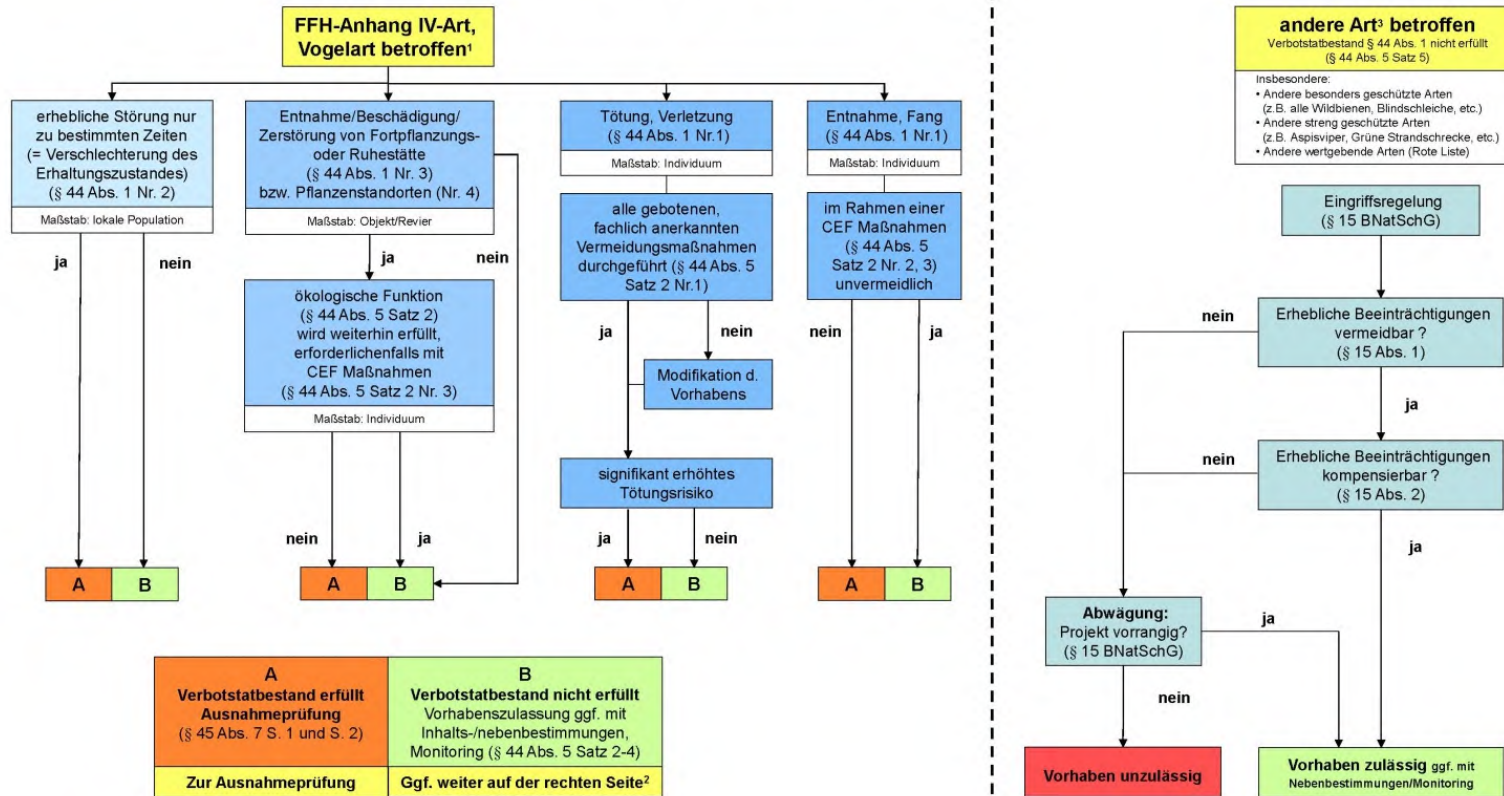 FFH-Anhang IV-Art,
Vogelart betroffen¹
erhebliche Störung nur
zu bestimmten Zeiten
(= Verschlechterung des
Erhaltungszustandes)
(§ 44 Abs. 1 Nr. 2)
Maßstab: lokale Population
ja
nein
A
B
Entnahme/Beschädigung/
Zerstörung von Fortpflanzungs-
oder Ruhestätte
(§ 44 Abs. 1 Nr. 3)
bzw. Pflanzenstandorten (Nr. 4)
Maßstab: Objekt/Revier
ja
nein
ökologische Funktion
(§ 44 Abs. 5 Satz 2)
wird weiterhin erfüllt,
erforderlichenfalls mit
CEF Maßnahmen
(§ 44 Abs. 5 Satz 2 Nr. 3)
Maßstab: Individuum
nein
ja
A
B
Tötung, Verletzung
(§ 44 Abs. 1 Nr.1)
Maßstab: Individuum
alle gebotenen,
fachlich anerkannten
Vermeidungsmaßnahmen
durchgeführt (§ 44 Abs. 5
Satz 2 Nr.1)
ja
nein
Modifikation d.
Vorhabens
signifikant erhöhtes
Tötungsrisiko
ja
nein
A
B
Entnahme, Fang
(§ 44 Abs. 1 Nr.1)
Maßstab: Individuum
im Rahmen einer
CEF Maßnahmen
(§ 44 Abs. 5
Satz 2 Nr. 2, 3)
unvermeidlich
nein
ja
A
B
A
Verbotstatbestand erfüllt
Ausnahmeprüfung
(§ 45 Abs. 7 S. 1 und S. 2)
Zur Ausnahmeprüfung
B
Verbotstatbestand nicht erfüllt
Vorhabenszulassung ggf. mit
Inhalts-/nebenbestimmungen,
Monitoring (§ 44 Abs. 5 Satz 2-4)
Ggf. weiter auf der rechten Seite²
andere Art³ betroffen
Verbotstatbestand § 44 Abs. 1 nicht erfüllt
(§ 44 Abs. 5 Satz 5)
Insbesondere:
• Andere besonders geschützte Arten
(z.B. alle Wildbienen, Blindschleiche, etc.)
• Andere streng geschützte Arten
(z.B. Aspisviper, Grüne Strandschrecke, etc.)
• Andere wertgebende Arten (Rote Liste)
Eingriffsregelung
(§ 15 BNatSchG)
nein
Erhebliche Beeinträchtigungen
vermeidbar ?
(§ 15 Abs. 1)
ja
nein
Erhebliche Beeinträchtigungen
kompensierbar ?
(§ 15 Abs. 2)
ja
Abwägung:
Projekt vorrangig?
(§ 15 BNatSchG)
ja
nein
Vorhaben unzulässig
Vorhaben zulässig ggf. mit
Nebenbestimmungen/Monitoring